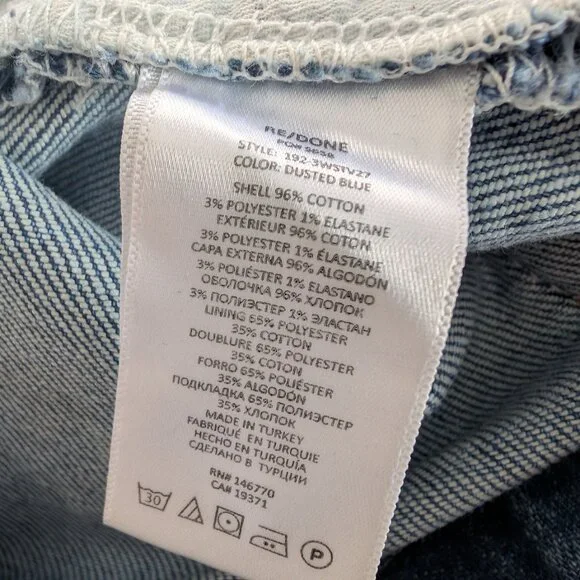 RE/DONE
PO# 9858
STYLE: 192-3WSTV27
COLOR: DUSTED BLUE
SHELL 96% COTTON
3% POLYESTER 1% ELASTANE
EXTÉRIEUR 96% COTON
3% POLYESTER 1% ÉLASTANE
CAPA EXTERNA 96% ALGODÓN
3% POLIÉSTER 1% ELASTANO
ОБОЛОЧКА 96% ХЛОПОК
3% ПОЛИЭСТЕР 1% ЭЛАСТАН
LINING 65% POLYESTER
35% COTTON
DOUBLURE 65% POLYESTER
35% COTON
FORRO 65% POLIÉSTER
35% ALGODÓN
ПОДКЛАДКА 65% ПОЛИЭСТЕР
35% ХЛОПОК
MADE IN TURKEY
FABRIQUÉ EN TURQUIE
HECHO EN TURQUÍA
СДЕЛАНО В ТУРЦИИ
RN# 146770
CA# 19371
30 P